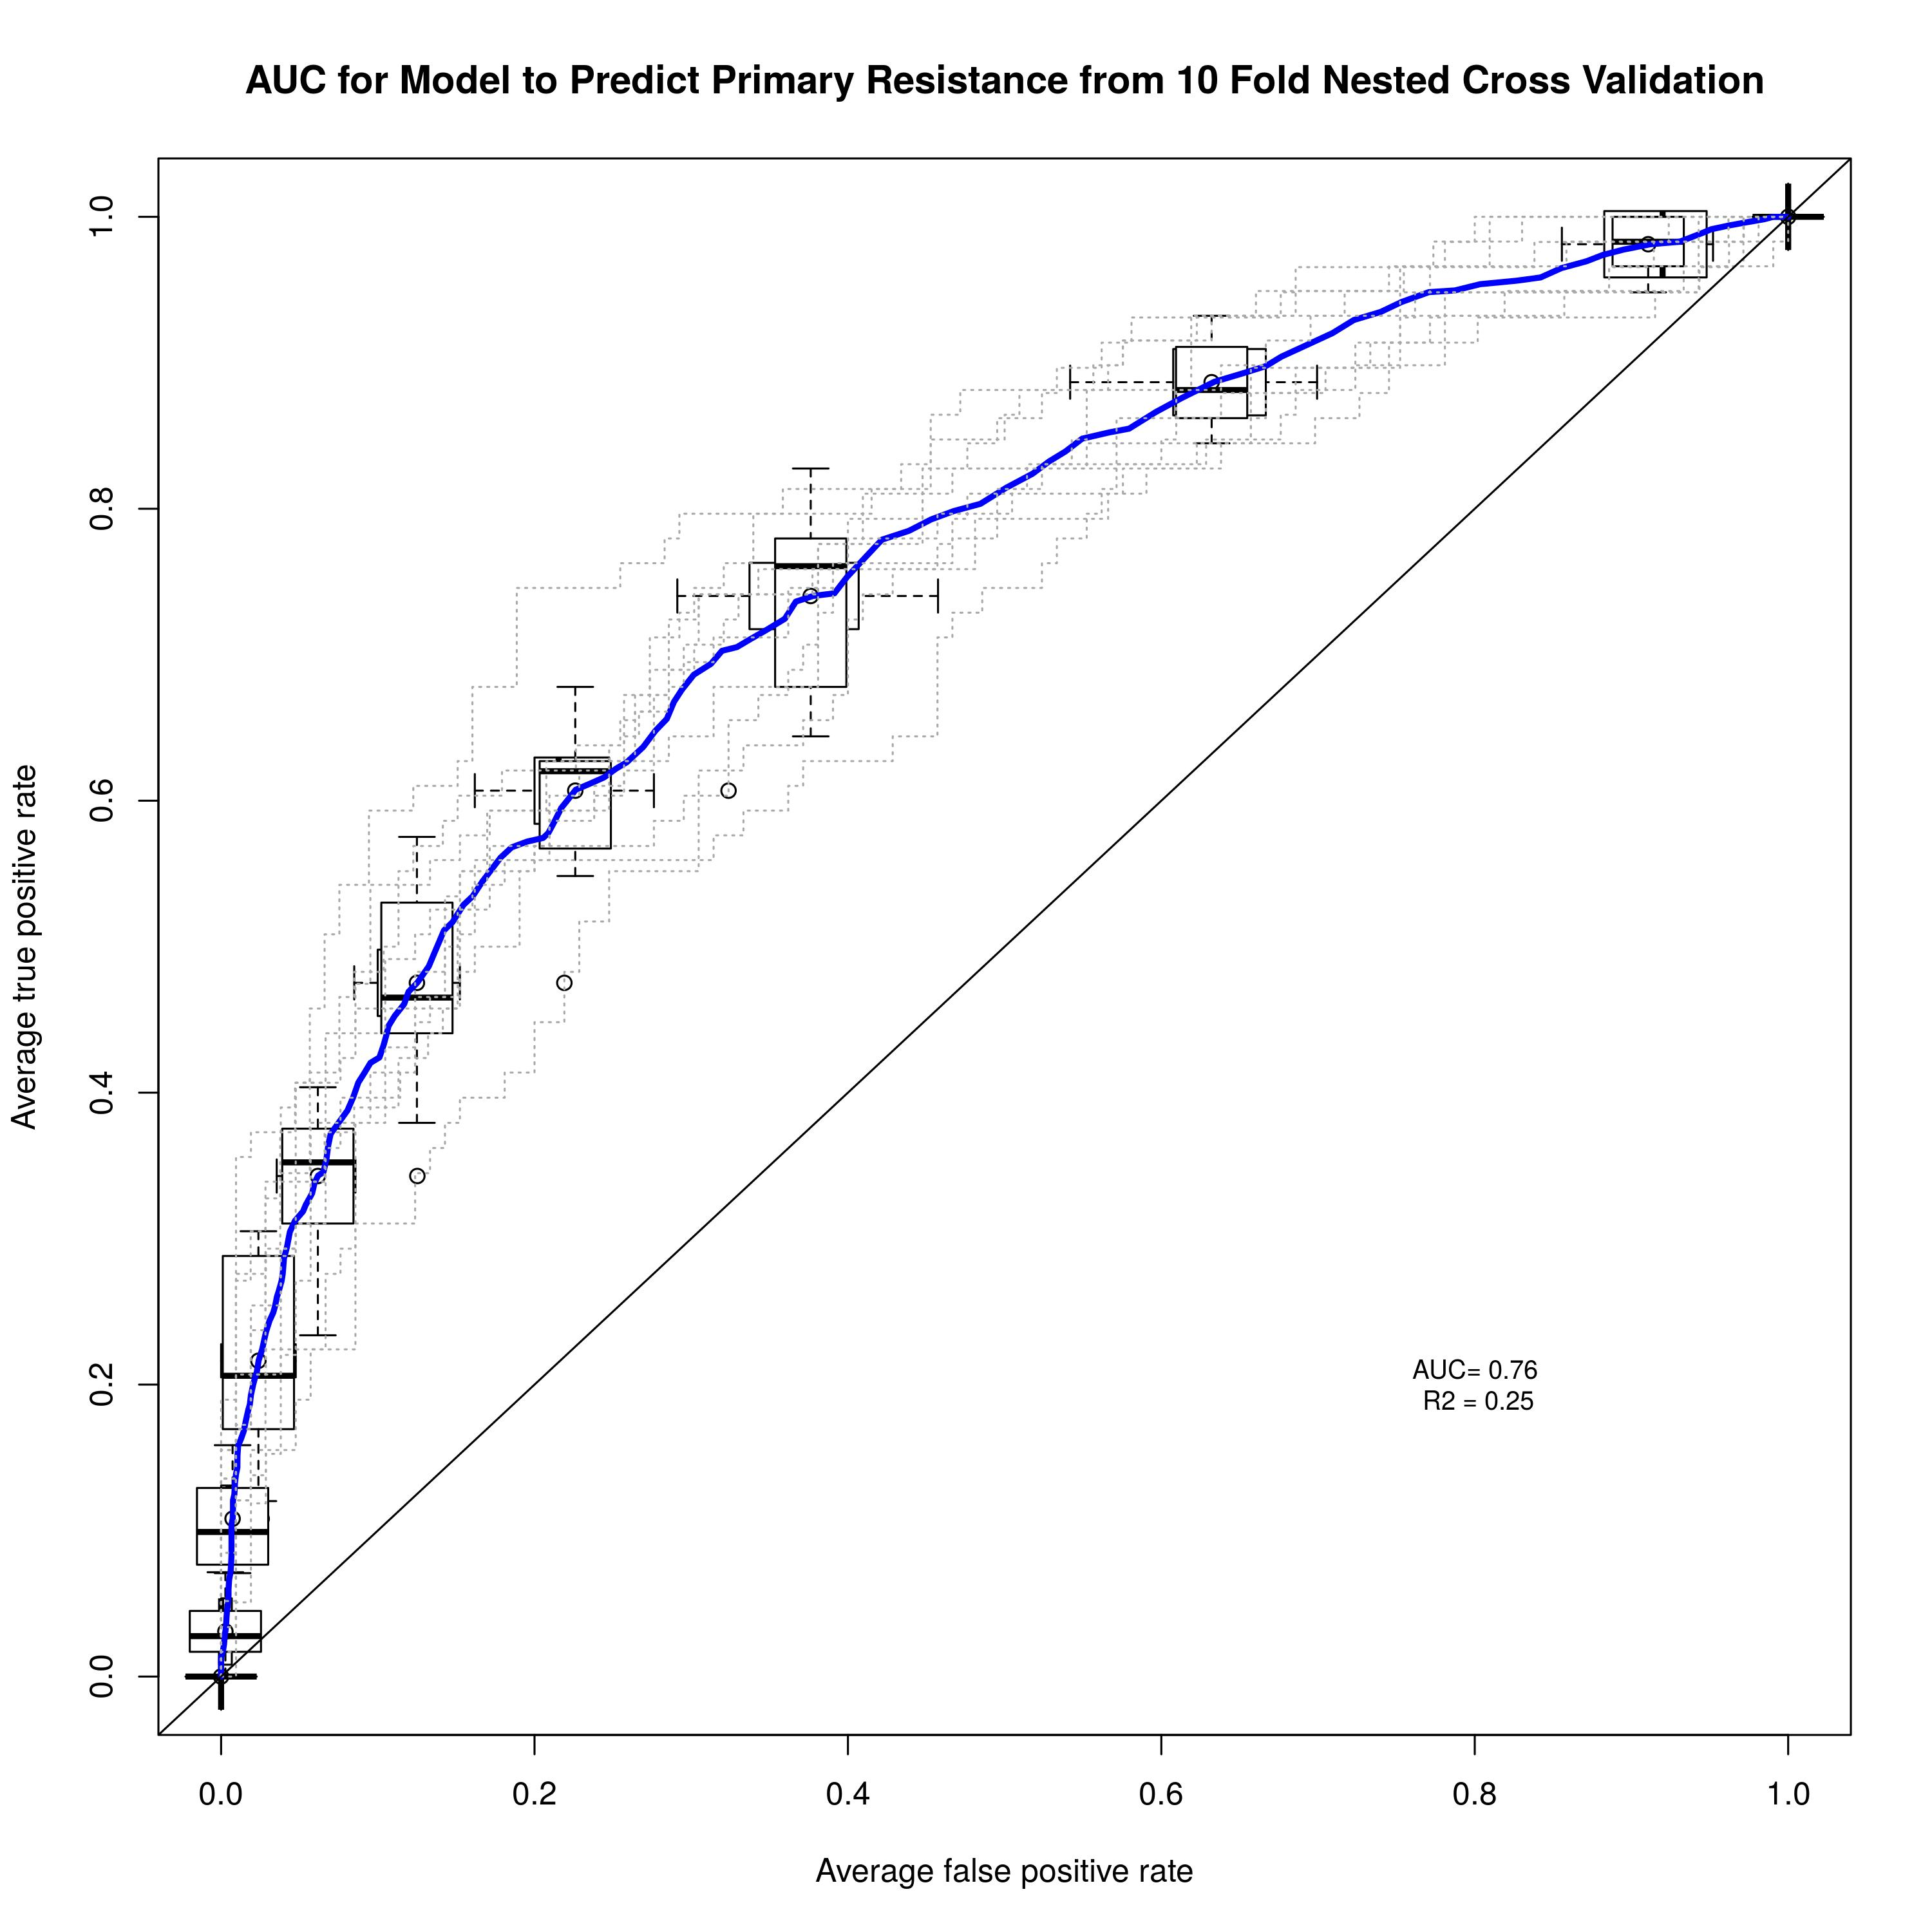 AUC for Model to Predict Primary Resistance from 10 Fold Nested Cross Validation
Average true positive rate
1.0
0.8
0.6
0.4
0.2
0.0
AUC= 0.76
R2 = 0.25
0.0 0.2 0.4 0.6 0.8 1.0
Average false positive rate